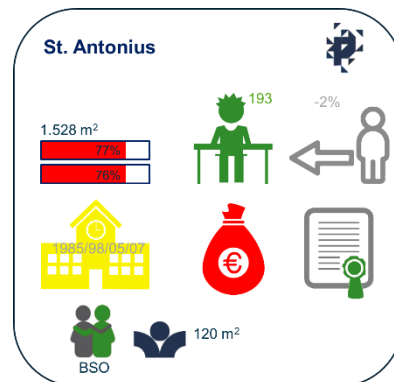 St. Antonius
193
-2%
1.528 m²
77%
76%
1985/98/05/07
€
120 m²
BSO